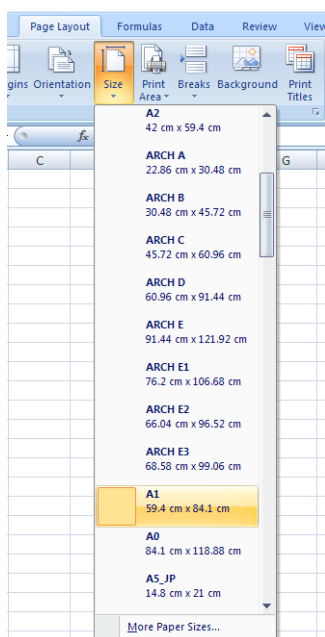 Page Layout Formulas Data Review View
gins Orientation Size Print Area Breaks Background Print Titles
fx
C G
A2
42 cm x 59.4 cm
ARCH A
22.86 cm x 30.48 cm
ARCH B
30.48 cm x 45.72 cm
ARCH C
45.72 cm x 60.96 cm
ARCH D
60.96 cm x 91.44 cm
ARCH E
91.44 cm x 121.92 cm
ARCH E1
76.2 cm x 106.68 cm
ARCH E2
66.04 cm x 96.52 cm
ARCH E3
68.58 cm x 99.06 cm
A1
59.4 cm x 84.1 cm
A0
84.1 cm x 118.88 cm
A5_JP
14.8 cm x 21 cm
More Paper Sizes...